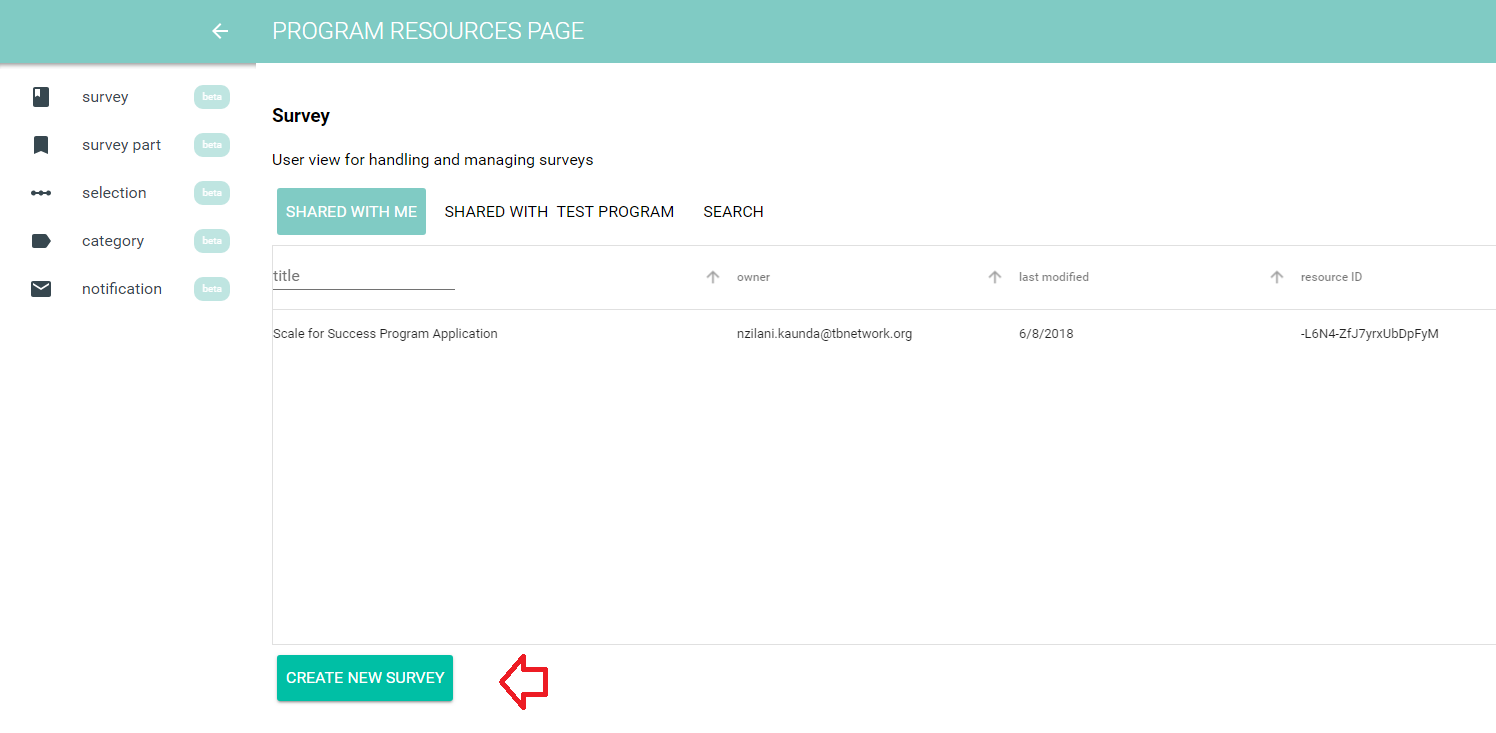 PROGRAM RESOURCES PAGE
survey beta
survey part beta
selection beta
category beta
notification beta
Survey
User view for handling and managing surveys
SHARED WITH ME SHARED WITH TEST PROGRAM SEARCH
title owner last modified resource ID
Scale for Success Program Application nzilani.kaunda@tbnetwork.org 6/8/2018 -L6N4-ZfJ7yrxUbDpFyM
CREATE NEW SURVEY